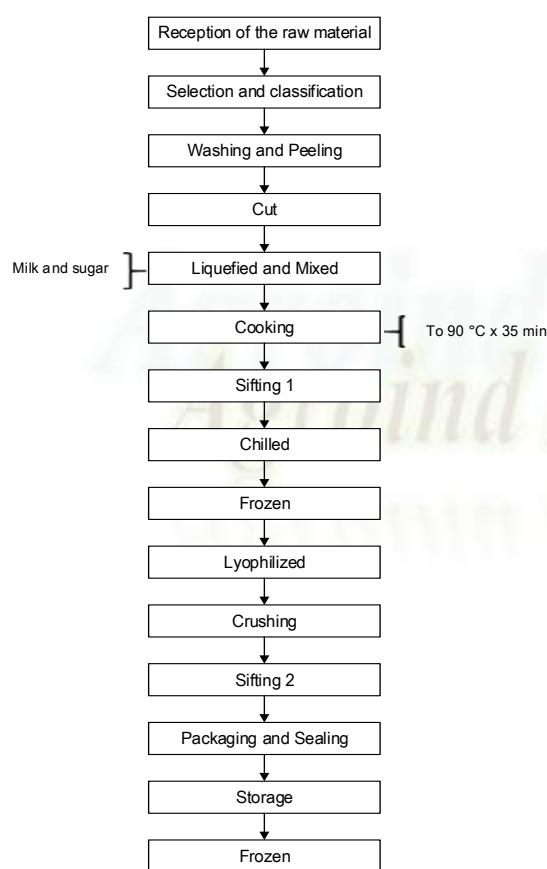 Reception of the raw material
Selection and classification
Washing and Peeling
Cut
Milk and sugar
Liquefied and Mixed
Cooking
To 90 °C x 35 min
Sifting 1
Chilled
Frozen
Lyophilized
Crushing
Sifting 2
Packaging and Sealing
Storage
Frozen